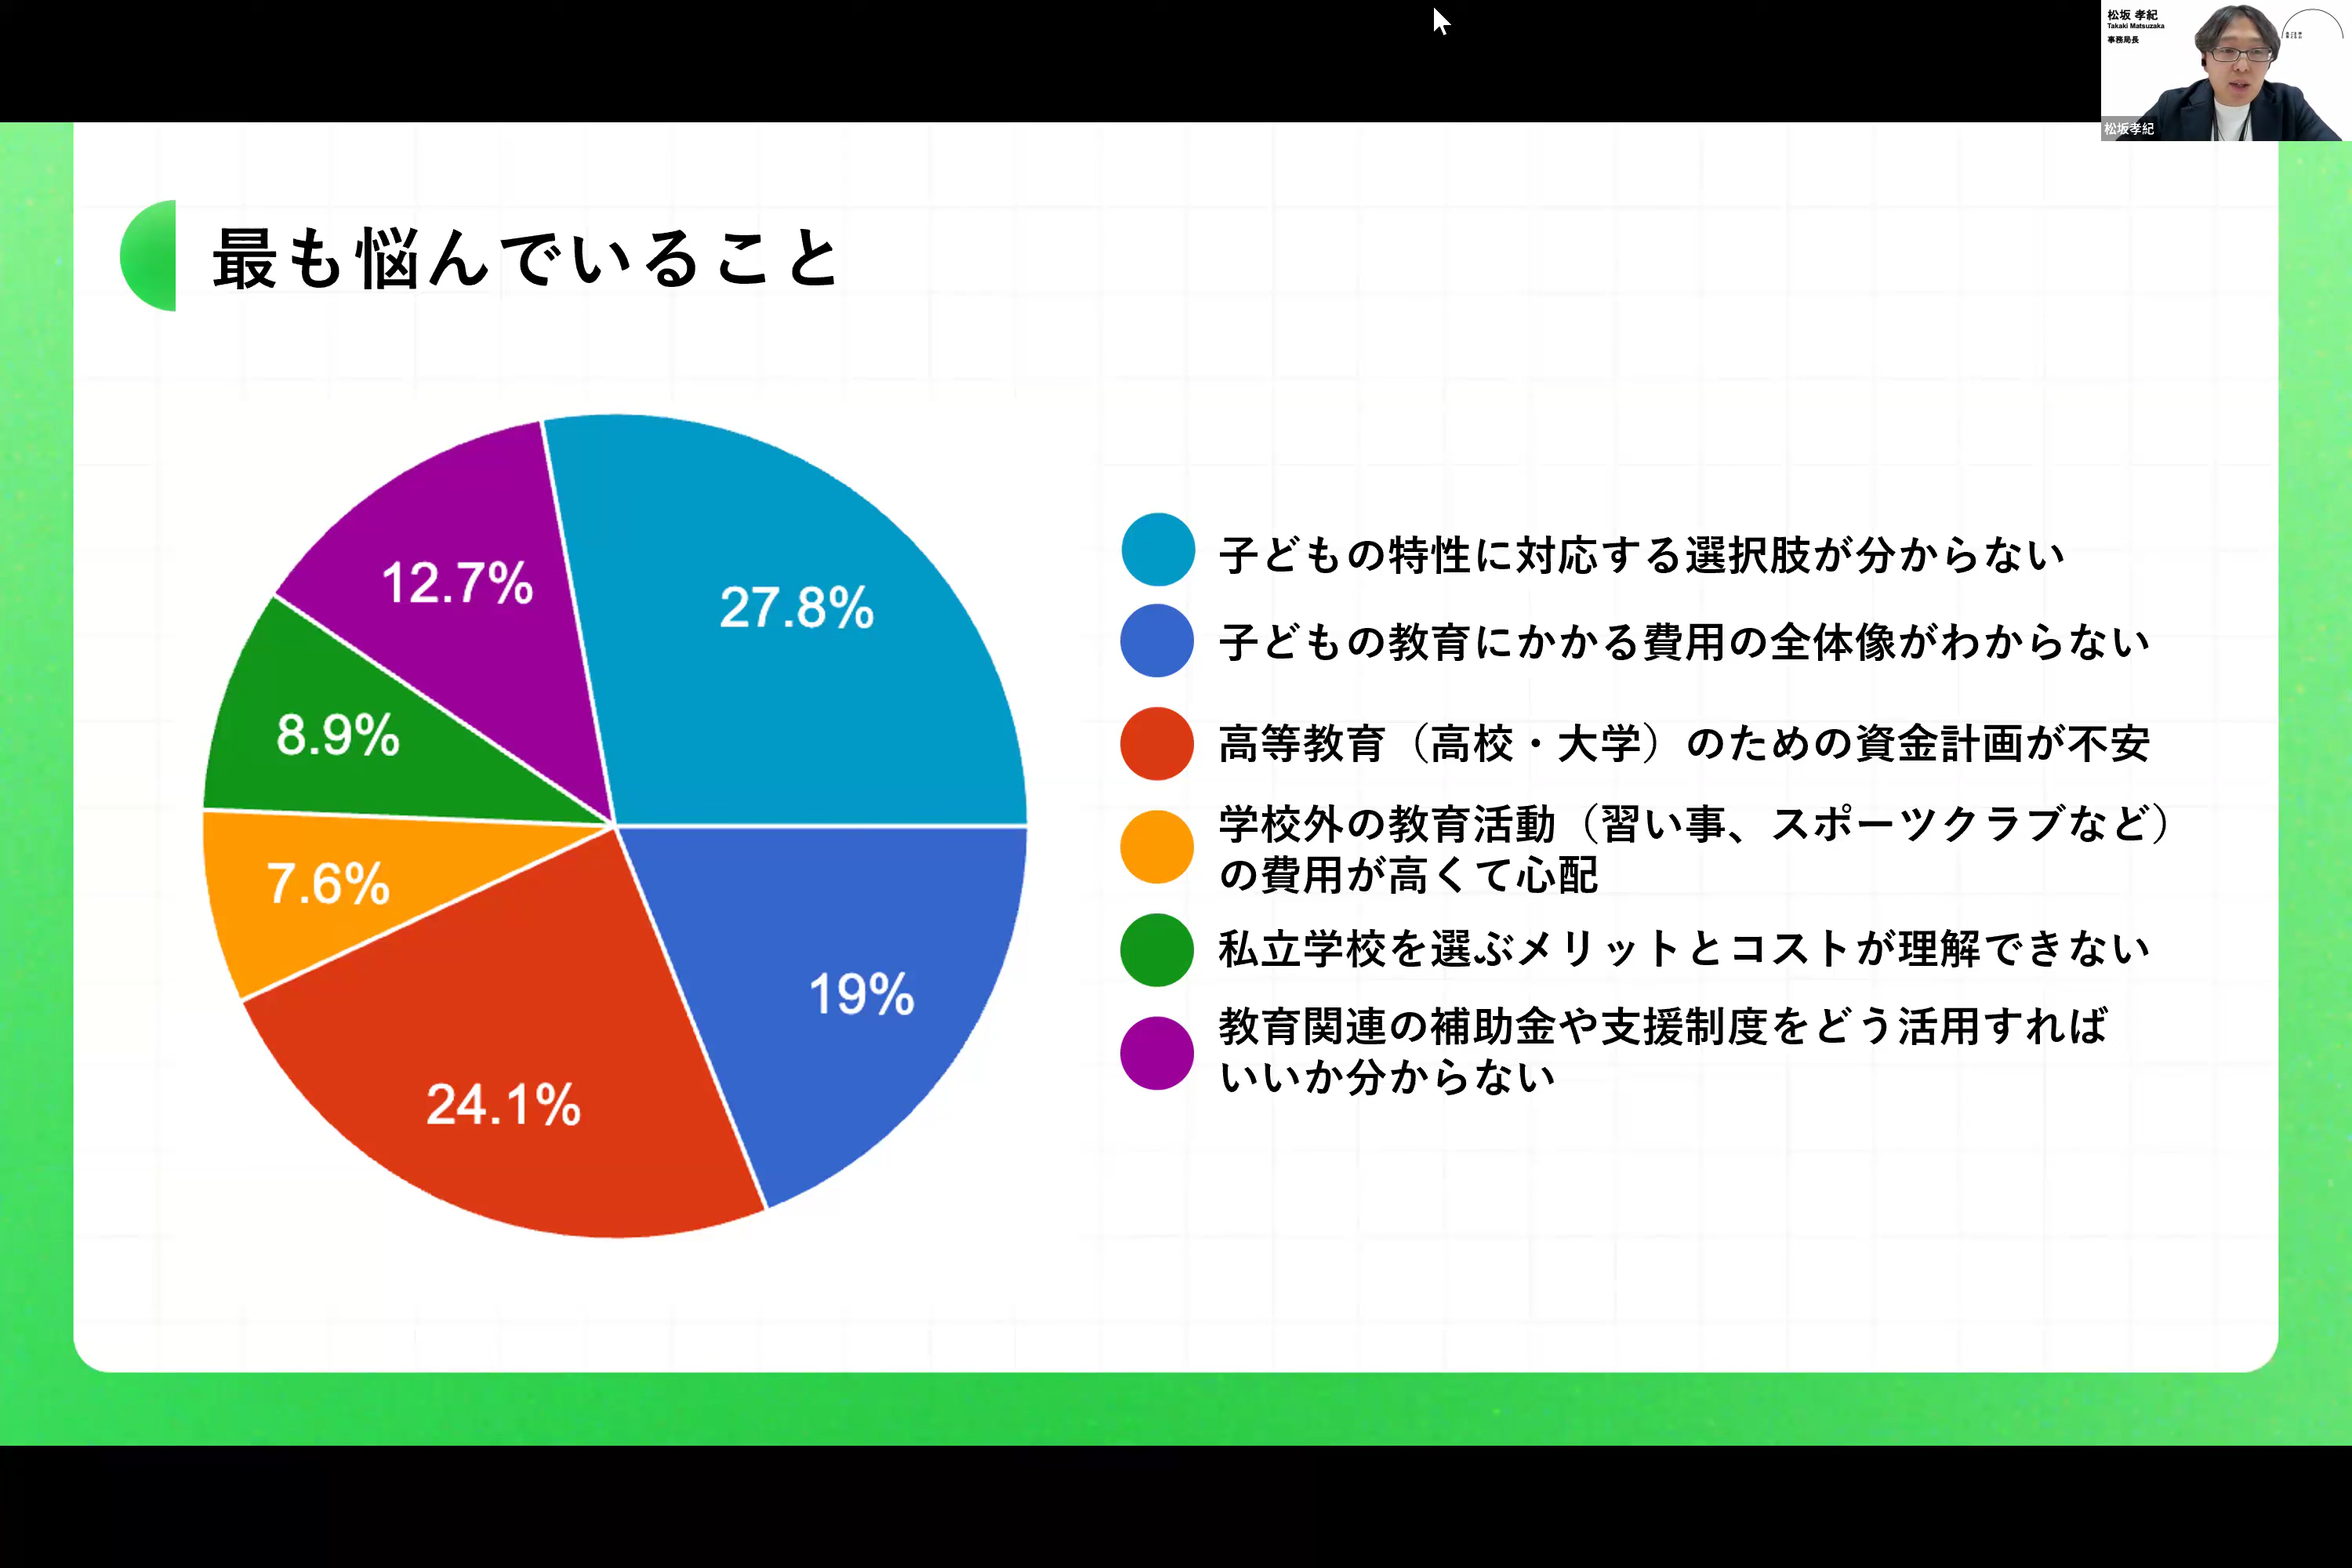 松坂 孝紀
Takaki Matsuzaka
事務局長
松坂孝紀
最も悩んでいること
12.7%
27.8%
8.9%
7.6%
19%
24.1%
子どもの特性に対応する選択肢が分からない
子どもの教育にかかる費用の全体像がわからない
高等教育（高校・大学）のための資金計画が不安
学校外の教育活動（習い事、スポーツクラブなど）
の費用が高くて心配
私立学校を選ぶメリットとコストが理解できない
教育関連の補助金や支援制度をどう活用すれば
いいか分からない